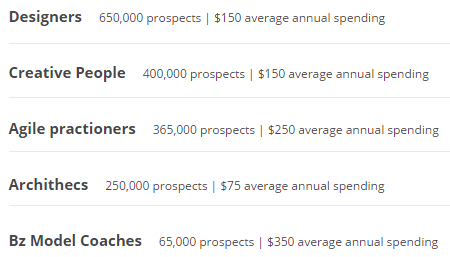 Designers 650,000 prospects | $150 average annual spending
Creative People 400,000 prospects | $150 average annual spending
Agile practioners 365,000 prospects | $250 average annual spending
Archithecs 250,000 prospects | $75 average annual spending
Bz Model Coaches 65,000 prospects | $350 average annual spending